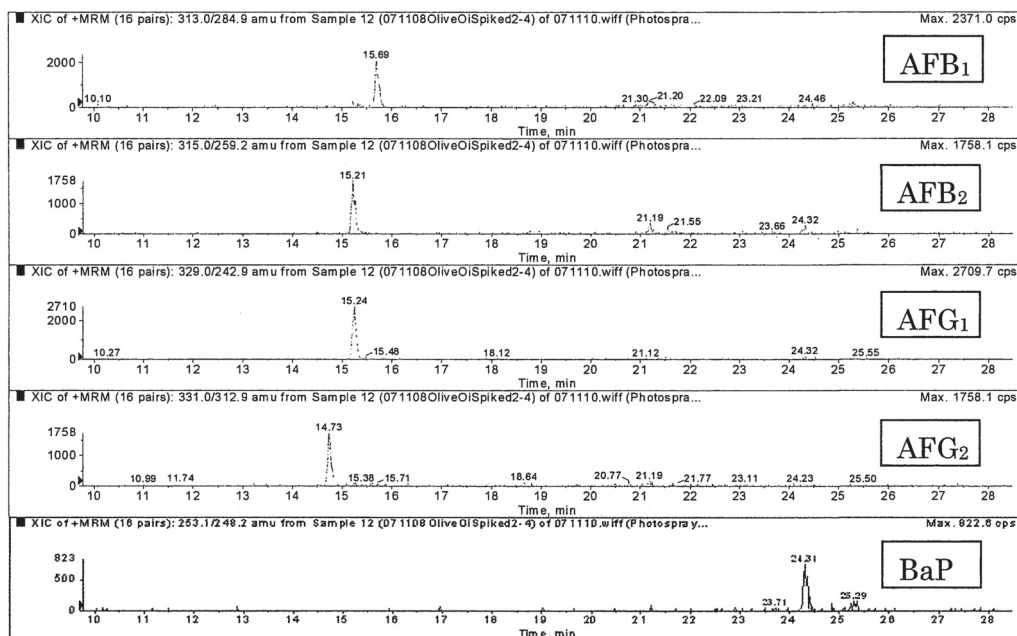 XIC of +MRM (16 pairs): 313.0/284.9 amu from Sample 12 (071108OliveOiSpiked2-4) of 071110.wiff (Photospra... Max. 2371.0 cps
15.69
AFB1
2000
0
10.10
21.30 21.20 22.09 23.21 24.46
10 11 12 13 14 15 16 17 18 19 20 21 22 23 24 25 26 27 28
Time, min
XIC of +MRM (16 pairs): 315.0/259.2 amu from Sample 12 (071108OliveOiSpiked2-4) of 071110.wiff (Photospra... Max. 1758.1 cps
1758
15.21
AFB2
1000
21.19 21.55 23.66 24.32
0
10 11 12 13 14 15 16 17 18 19 20 21 22 23 24 25 26 27 28
Time, min
XIC of +MRM (16 pairs): 329.0/242.9 amu from Sample 12 (071108OliveOiSpiked2-4) of 071110.wiff (Photospra... Max. 2709.7 cps
2710
15.24
AFG1
2000
10.27 15.48 18.12 21.12 24.32 25.55
0
10 11 12 13 14 15 16 17 18 19 20 21 22 23 24 25 26 27 28
Time, min
XIC of +MRM (16 pairs): 331.0/312.9 amu from Sample 12 (071108OliveOiSpiked2-4) of 071110.wiff (Photospra... Max. 1758.1 cps
1758
14.73
AFG2
1000
10.99 11.74 15.38 15.71 18.64 20.77 21.19 21.77 23.11 24.23 25.50
0
10 11 12 13 14 15 16 17 18 19 20 21 22 23 24 25 26 27 28
Time, min
XIC of +MRM (16 pairs): 253.1/248.2 amu from Sample 12 (071108OliveOiSpiked2-4) of 071110.wiff (Photospray... Max. 822.6 cps
823
24.31
BaP
500
23.71 25.29
0
10 11 12 13 14 15 16 17 18 19 20 21 22 23 24 25 26 27 28
Time, min